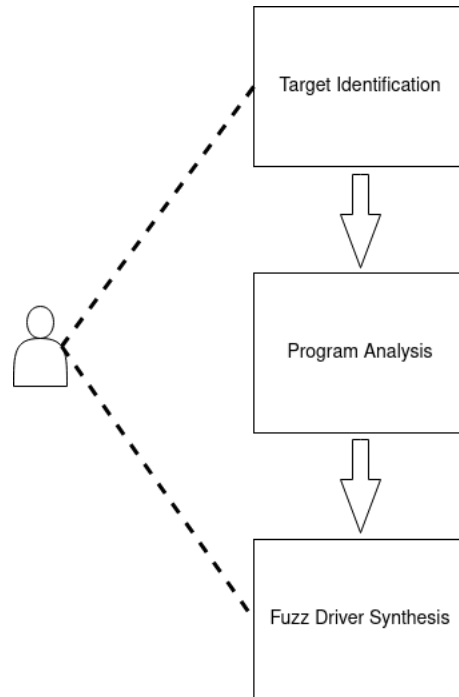 Target Identification
Program Analysis
Fuzz Driver Synthesis